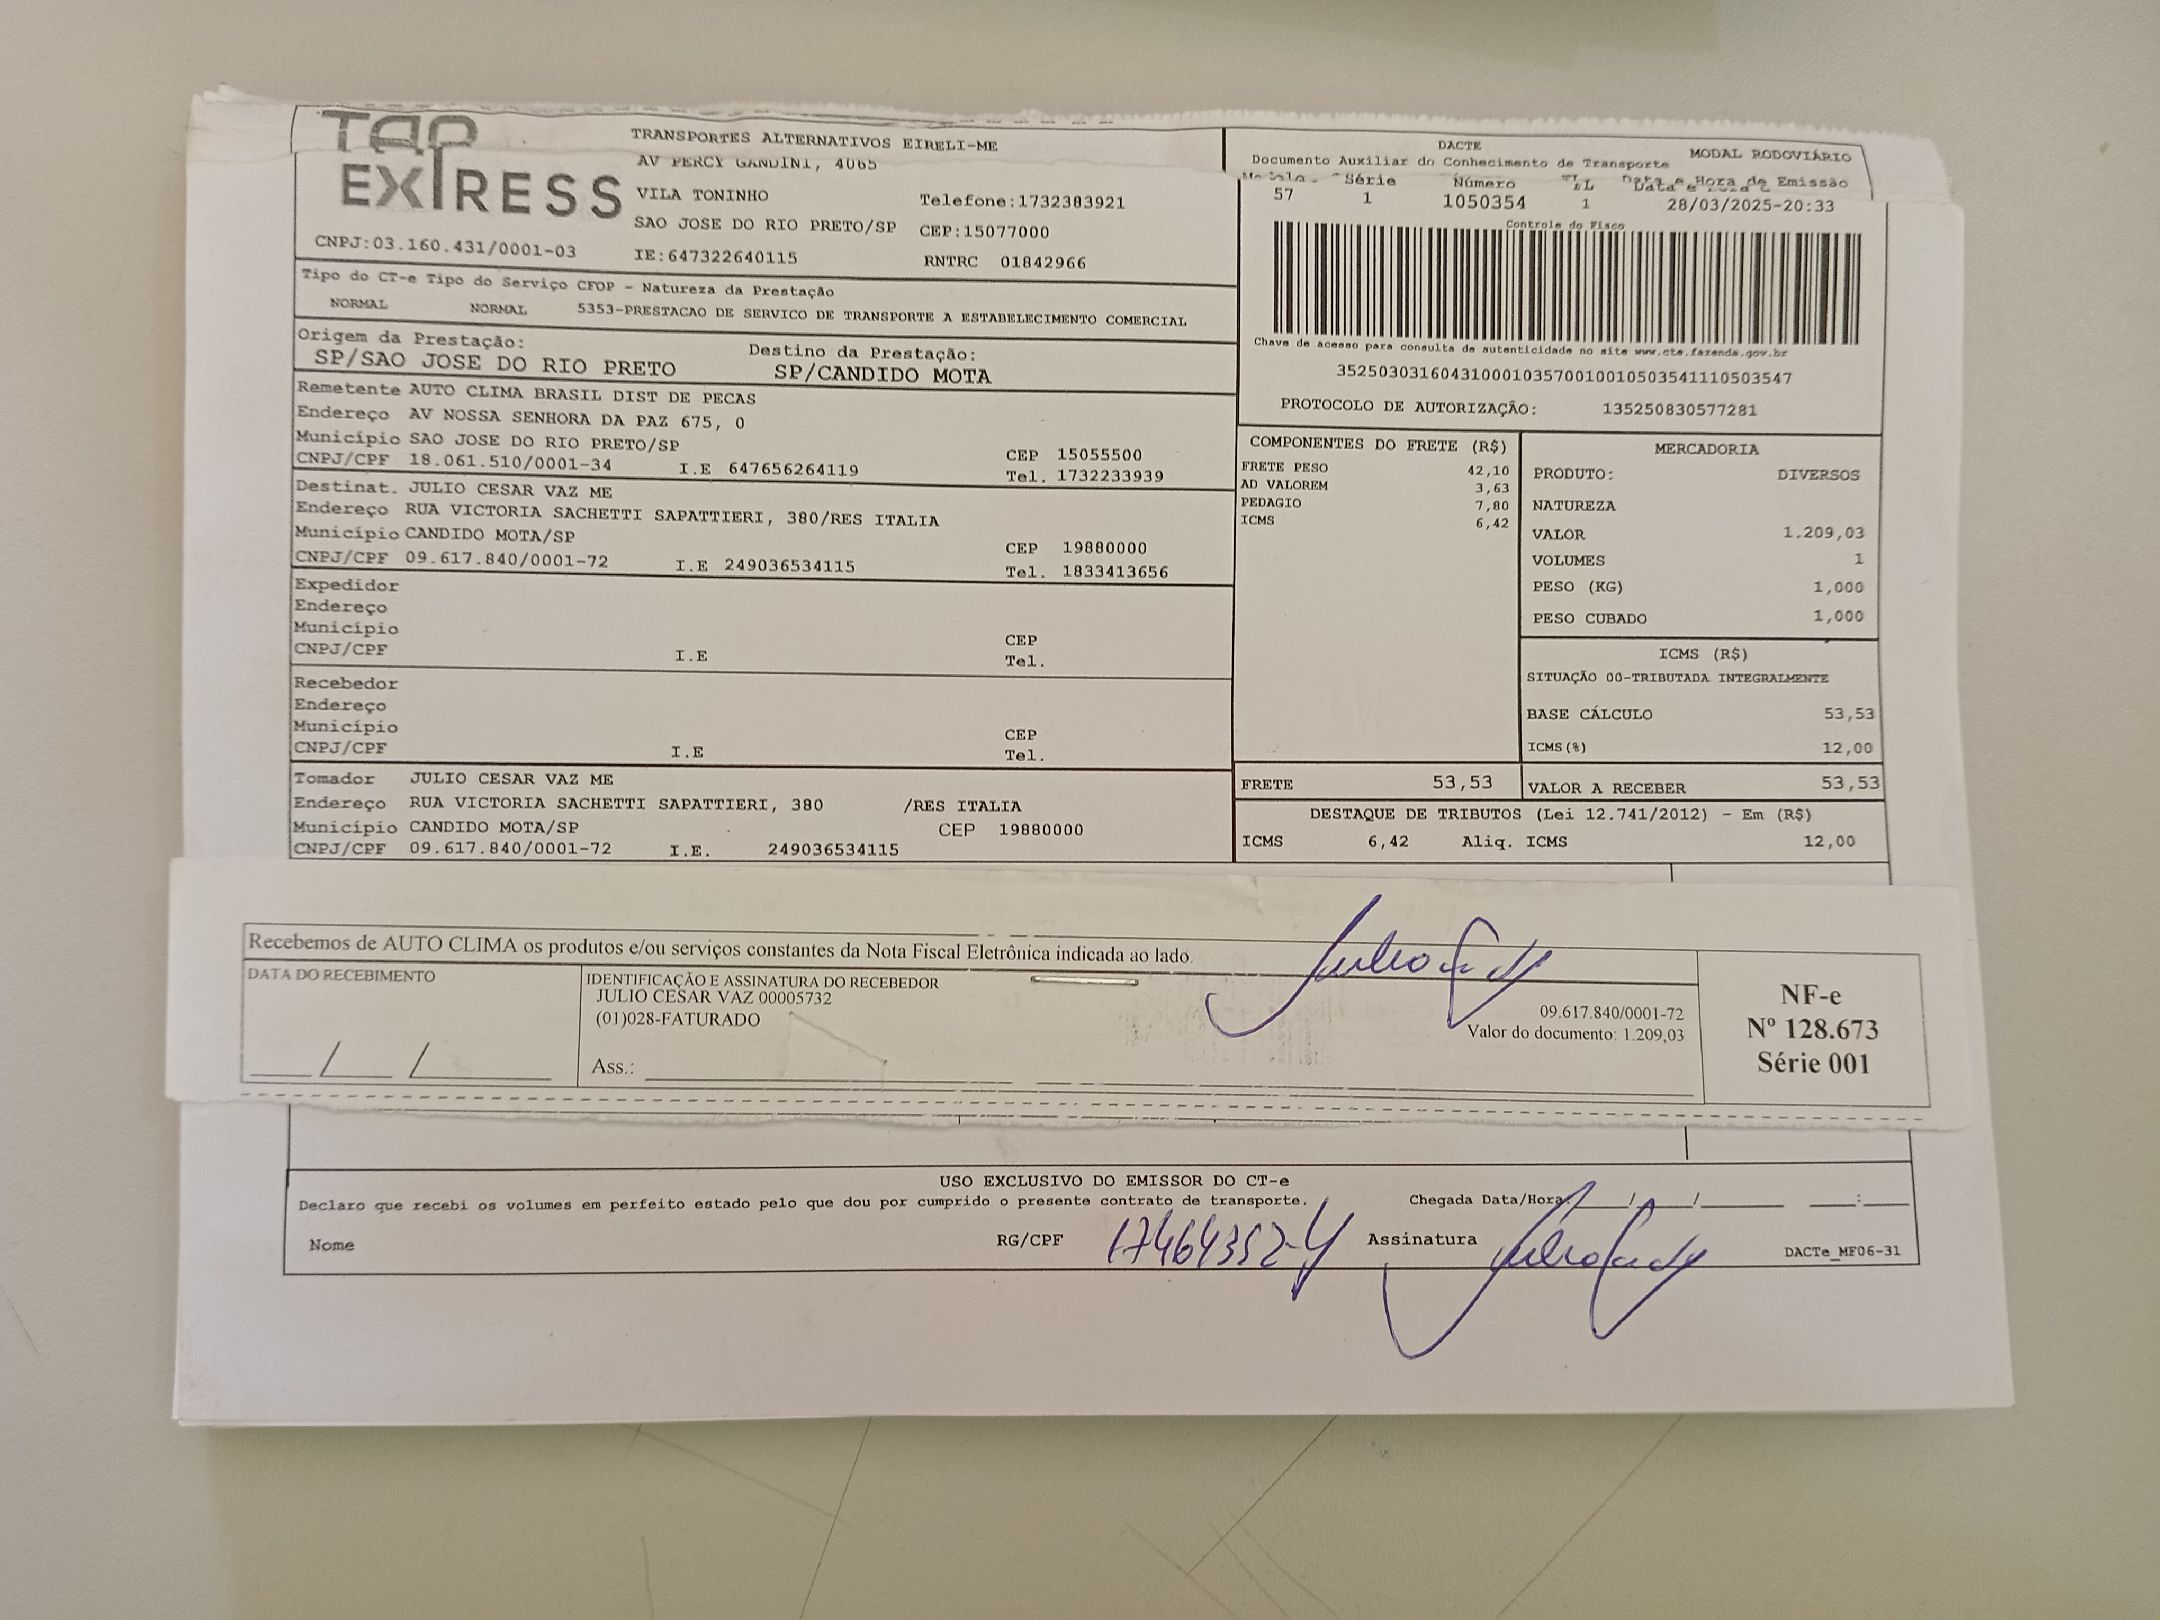 TAP
EXPRESS
TRANSPORTES ALTERNATIVOS EIRELI-ME
AV PERCY GANDINI, 4065
VILA TONINHO
Telefone:1732383921
SAO JOSE DO RIO PRETO/SP CEP:15077000
CNPJ:03.160.431/0001-03
IE:647322640115
RNTRC 01842966
DACTE
MODAL RODOVIÁRIO
Documento Auxiliar do Conhecimento de Transporte
Série Número Data e Hora de Emissão
57 1 1050354 1 28/03/2025-20:33
Controle do Fisco
Chave de acesso para consulta de autenticidade no site www.cte.fazenda.gov.br
35250303160431000103570010010503541110503547
PROTOCOLO DE AUTORIZAÇÃO: 135250830577281
Tipo do CT-e Tipo do Serviço CFOP - Natureza da Prestação
NORMAL NORMAL 5353-PRESTACAO DE SERVICO DE TRANSPORTE A ESTABELECIMENTO COMERCIAL
Origem da Prestação: Destino da Prestação:
SP/SAO JOSE DO RIO PRETO SP/CANDIDO MOTA
Remetente AUTO CLIMA BRASIL DIST DE PECAS
Endereço AV NOSSA SENHORA DA PAZ 675, 0
Município SAO JOSE DO RIO PRETO/SP CEP 15055500
CNPJ/CPF 18.061.510/0001-34 I.E 647656264119 Tel. 1732233939
Destinat. JULIO CESAR VAZ ME
Endereço RUA VICTORIA SACHETTI SAPATTIERI, 380/RES ITALIA
Município CANDIDO MOTA/SP CEP 19880000
CNPJ/CPF 09.617.840/0001-72 I.E 249036534115 Tel. 1833413656
Expedidor
Endereço
Município CEP
CNPJ/CPF I.E Tel.
Recebedor
Endereço
Município CEP
CNPJ/CPF I.E Tel.
Tomador JULIO CESAR VAZ ME
Endereço RUA VICTORIA SACHETTI SAPATTIERI, 380 /RES ITALIA
Município CANDIDO MOTA/SP CEP 19880000
CNPJ/CPF 09.617.840/0001-72 I.E. 249036534115
COMPONENTES DO FRETE (R$)
FRETE PESO 42,10
AD VALOREM 3,63
PEDAGIO 7,80
ICMS 6,42
MERCADORIA
PRODUTO: DIVERSOS
NATUREZA
VALOR 1.209,03
VOLUMES 1
PESO (KG) 1,000
PESO CUBADO 1,000
ICMS (R$)
SITUAÇÃO 00-TRIBUTADA INTEGRALMENTE
BASE CÁLCULO 53,53
ICMS(%) 12,00
FRETE 53,53 VALOR A RECEBER 53,53
DESTAQUE DE TRIBUTOS (Lei 12.741/2012) - Em (R$)
ICMS 6,42 Aliq. ICMS 12,00
Recebemos de AUTO CLIMA os produtos e/ou serviços constantes da Nota Fiscal Eletrônica indicada ao lado.
DATA DO RECEBIMENTO
IDENTIFICAÇÃO E ASSINATURA DO RECEBEDOR
JULIO CESAR VAZ 00005732
(01)028-FATURADO
09.617.840/0001-72
Valor do documento: 1.209,03
Ass.:
NF-e
Nº 128.673
Série 001
USO EXCLUSIVO DO EMISSOR DO CT-e
Declaro que recebi os volumes em perfeito estado pelo que dou por cumprido o presente contrato de transporte. Chegada Data/Hora:
Nome RG/CPF 17464352-4 Assinatura DACTe_MF06-31